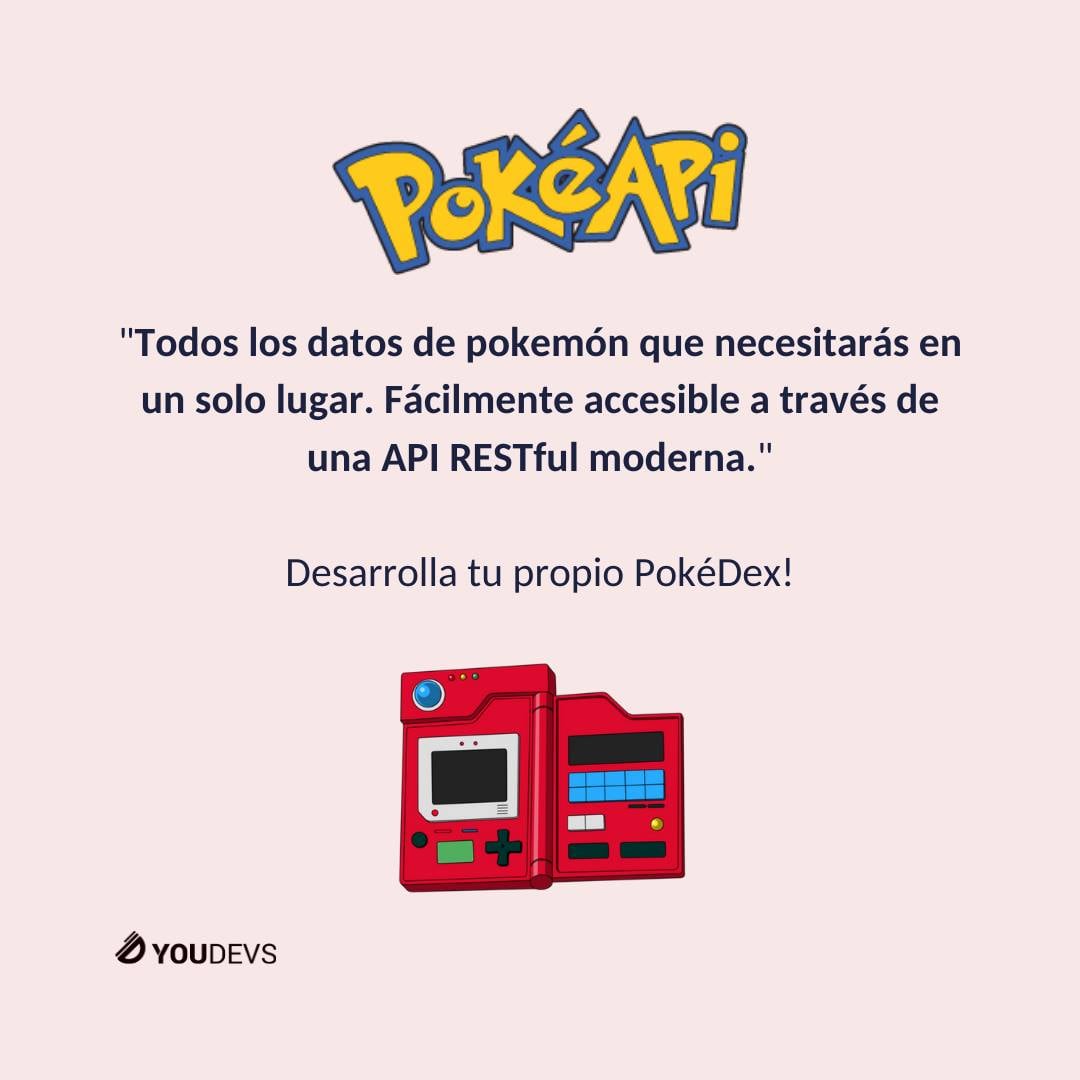 PokéApi
"Todos los datos de pokemón que necesitarás en
un solo lugar. Fácilmente accesible a través de
una API RESTful moderna."
Desarrolla tu propio PokéDex!
YOUDEVS